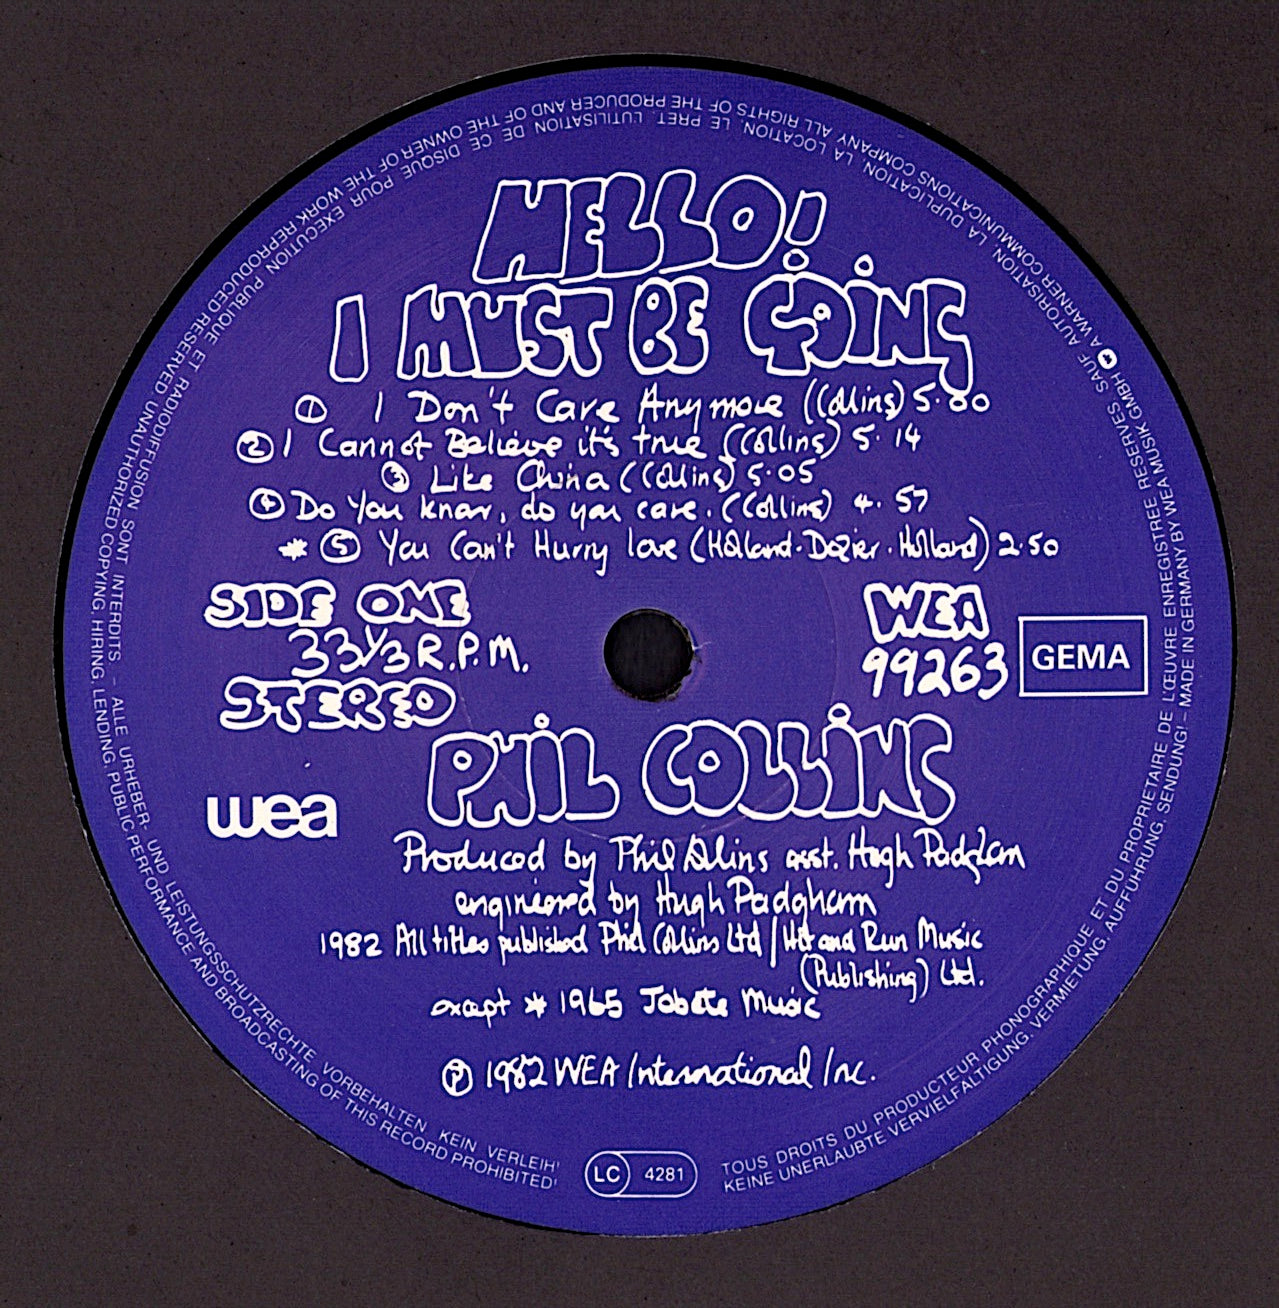 HELLO!
I MUST BE GOING
① I Don't Care Anymore (Collins) 5.00
② I Cannot Believe it's true (Collins) 5.14
③ Like China (Collins) 5.05
④ Do You know, do you care. (Collins) 4.57
* ⑤ You Can't Hurry love (Holland.Dozier.Holland) 2.50
SIDE ONE
33⅓ R.P.M.
STEREO
WEA
99263
GEMA
PHIL COLLINS
wea
Produced by Phil Collins asst. Hugh Padgham
engineered by Hugh Padgham
1982 All titles published Phil Collins Ltd / Hit and Run Music
(Publishing) Ltd.
except * 1965 Jobete Music
Ⓟ 1982 WEA International Inc.
LC 4281
TOUS DROITS DU PRODUCTEUR PHONOGRAPHIQUE ET DU PROPRIETAIRE DE L'ŒUVRE ENREGISTREE RESERVES SAUF AUTORISATION, LA DUPLICATION, LA LOCATION, LE PRET, L'UTILISATION DE CE DISQUE POUR EXECUTION PUBLIQUE ET RADIODIFFUSION SONT INTERDITS – ALLE URHEBER- UND LEISTUNGSSCHUTZRECHTE VORBEHALTEN KEIN VERLEIH!
KEINE UNERLAUBTE VERVIELFALTIGUNG, VERMIETUNG, AUFFUHRUNG, SENDUNG! – MADE IN GERMANY BY WEA MUSIK GMBH A WARNER COMMUNICATIONS COMPANY ALL RIGHTS OF THE PRODUCER AND OF THE OWNER OF THE WORK REPRODUCED RESERVED UNAUTHORIZED COPYING, HIRING, LENDING, PUBLIC PERFORMANCE AND BROADCASTING OF THIS RECORD PROHIBITED!